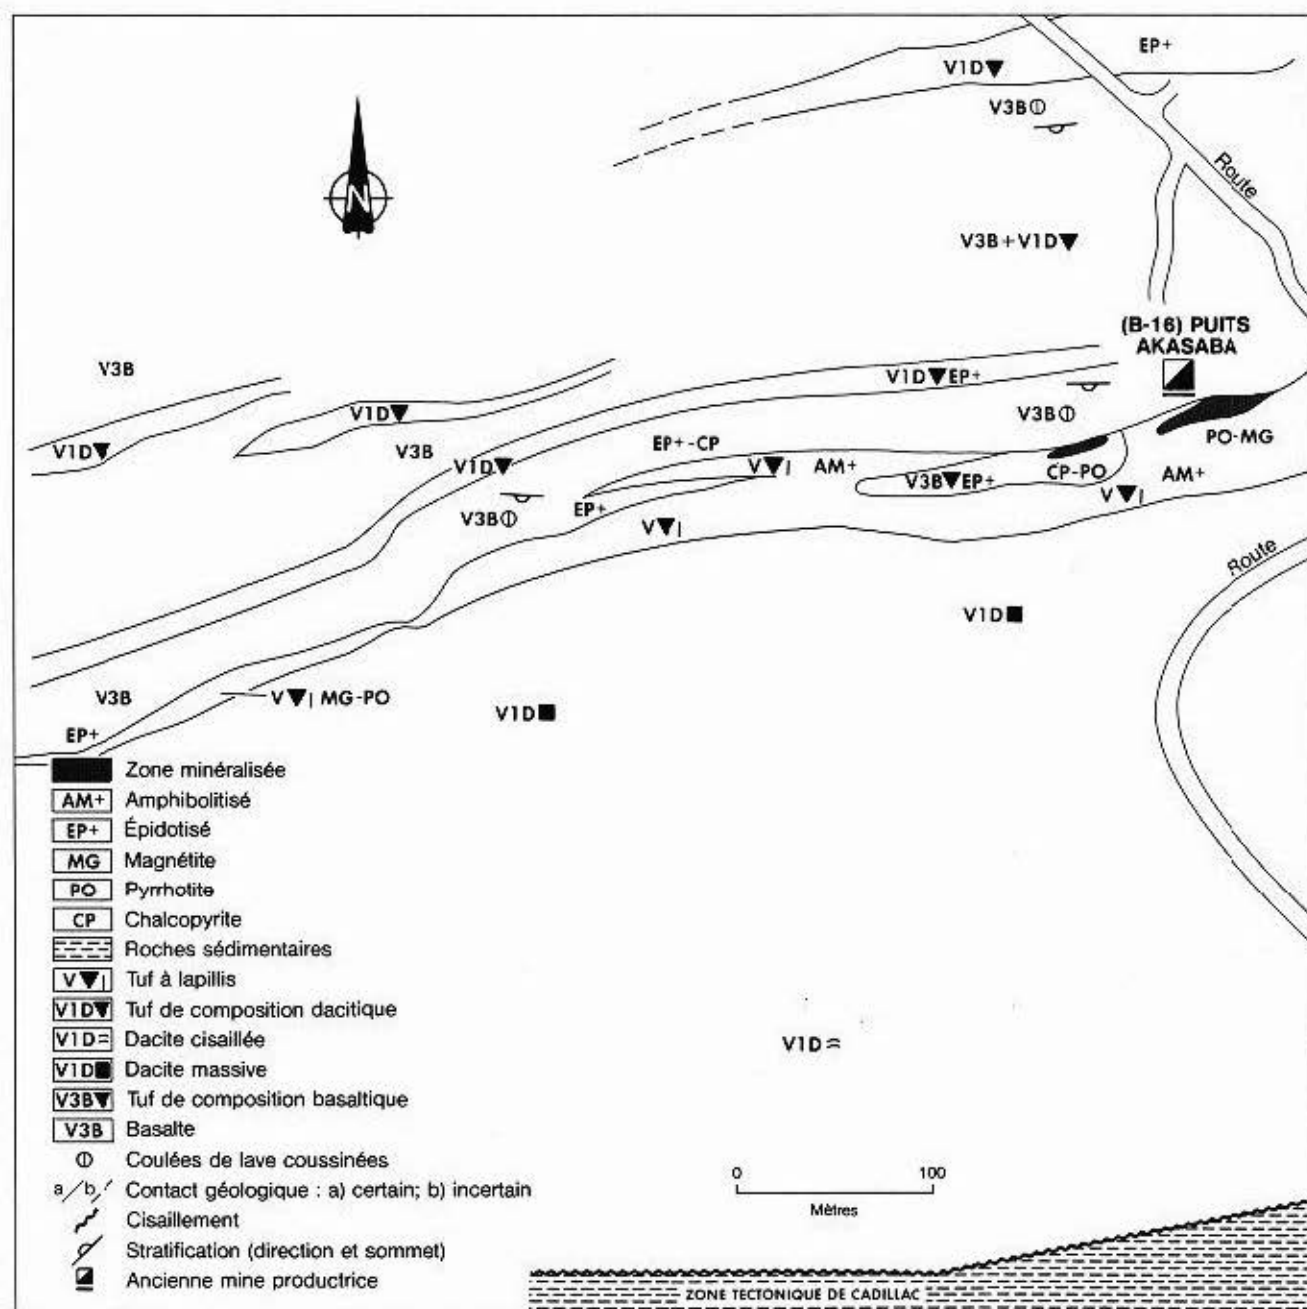 EP+
V1D▼
V3B
Route
V3B+V1D▼
N
(B-16) PUITS
AKASABA
V3B
V1D▼EP+
V1D▼
V3B
PO-MG
EP+-CP
V3B
V1D▼
V1D▼
V▼l
AM+
CP-PO
AM+
V3B▼EP+
V▼l
EP+
V3B
V▼l
Route
V1D■
V3B
V▼l MG-PO
V1D■
EP+
Zone minéralisée
AM+ Amphibolitisé
EP+ Épidotisé
MG Magnétite
PO Pyrrhotite
CP Chalcopyrite
Roches sédimentaires
V▼l Tuf à lapillis
V1D▼ Tuf de composition dacitique
V1D≈ Dacite cisaillée
V1D≈
V1D■ Dacite massive
V3B▼ Tuf de composition basaltique
V3B Basalte
Coulées de lave coussinées
a/b/ Contact géologique : a) certain; b) incertain
0 100
Mètres
Cisaillement
Stratification (direction et sommet)
Ancienne mine productrice
ZONE TECTONIQUE DE CADILLAC